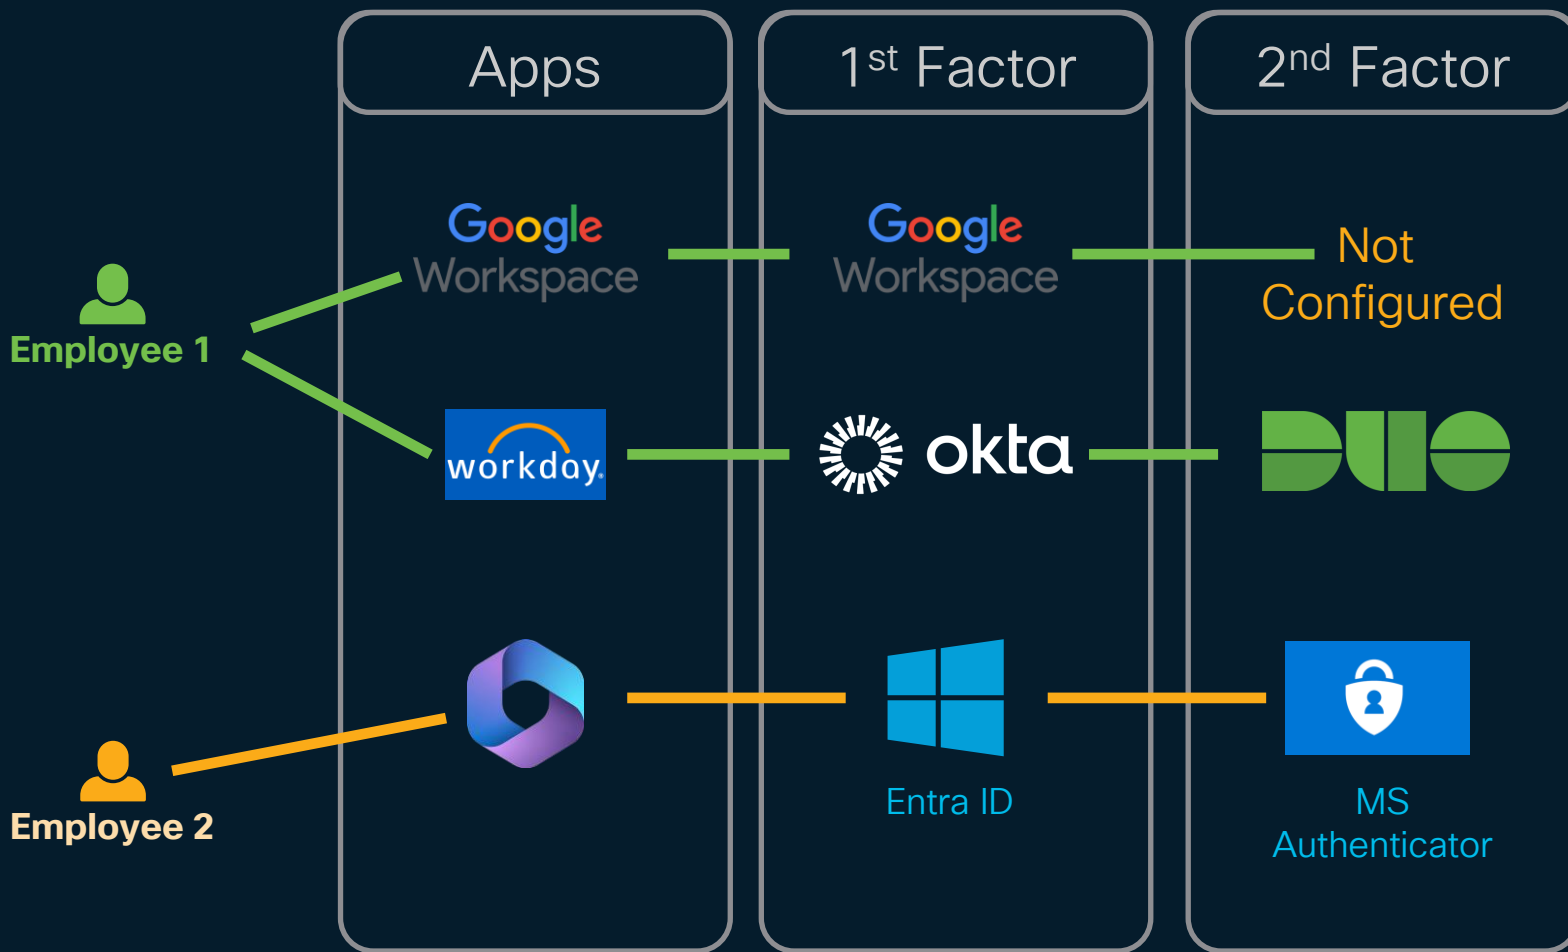 Apps
1st Factor
2nd Factor
Google
Workspace
Google
Workspace
Not
Configured
Employee 1
workday.
okta
DUO
Entra ID
MS
Authenticator
Employee 2